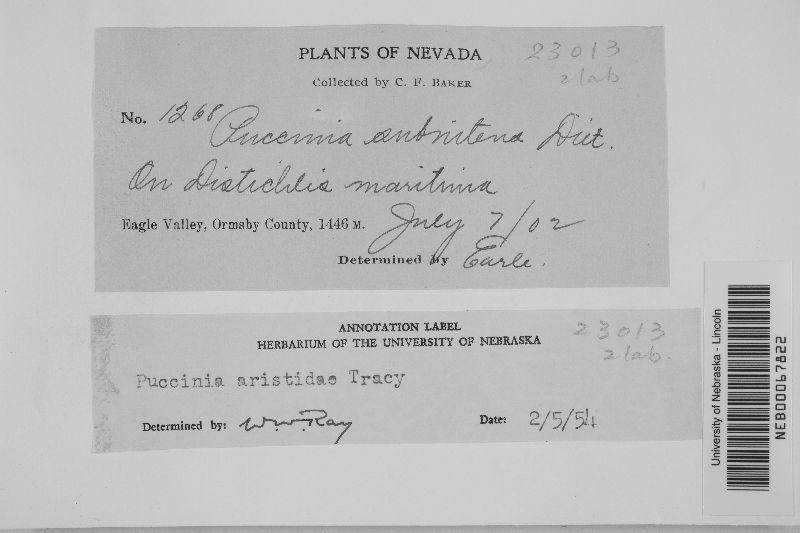 PLANTS OF NEVADA
23013
2 lab
Collected by C. F. BAKER
No. 1268 Puccinia subnitens Diet.
On Distichlis maritima
Eagle Valley, Ormsby County, 1446 M. July 7/02
Determined by Earle.
ANNOTATION LABEL
23013
2 lab.
HERBARIUM OF THE UNIVERSITY OF NEBRASKA
Puccinia aristidae Tracy
Determined by: W.W. Ray
Date: 2/5/54
University of Nebraska - Lincoln
NEB00067822